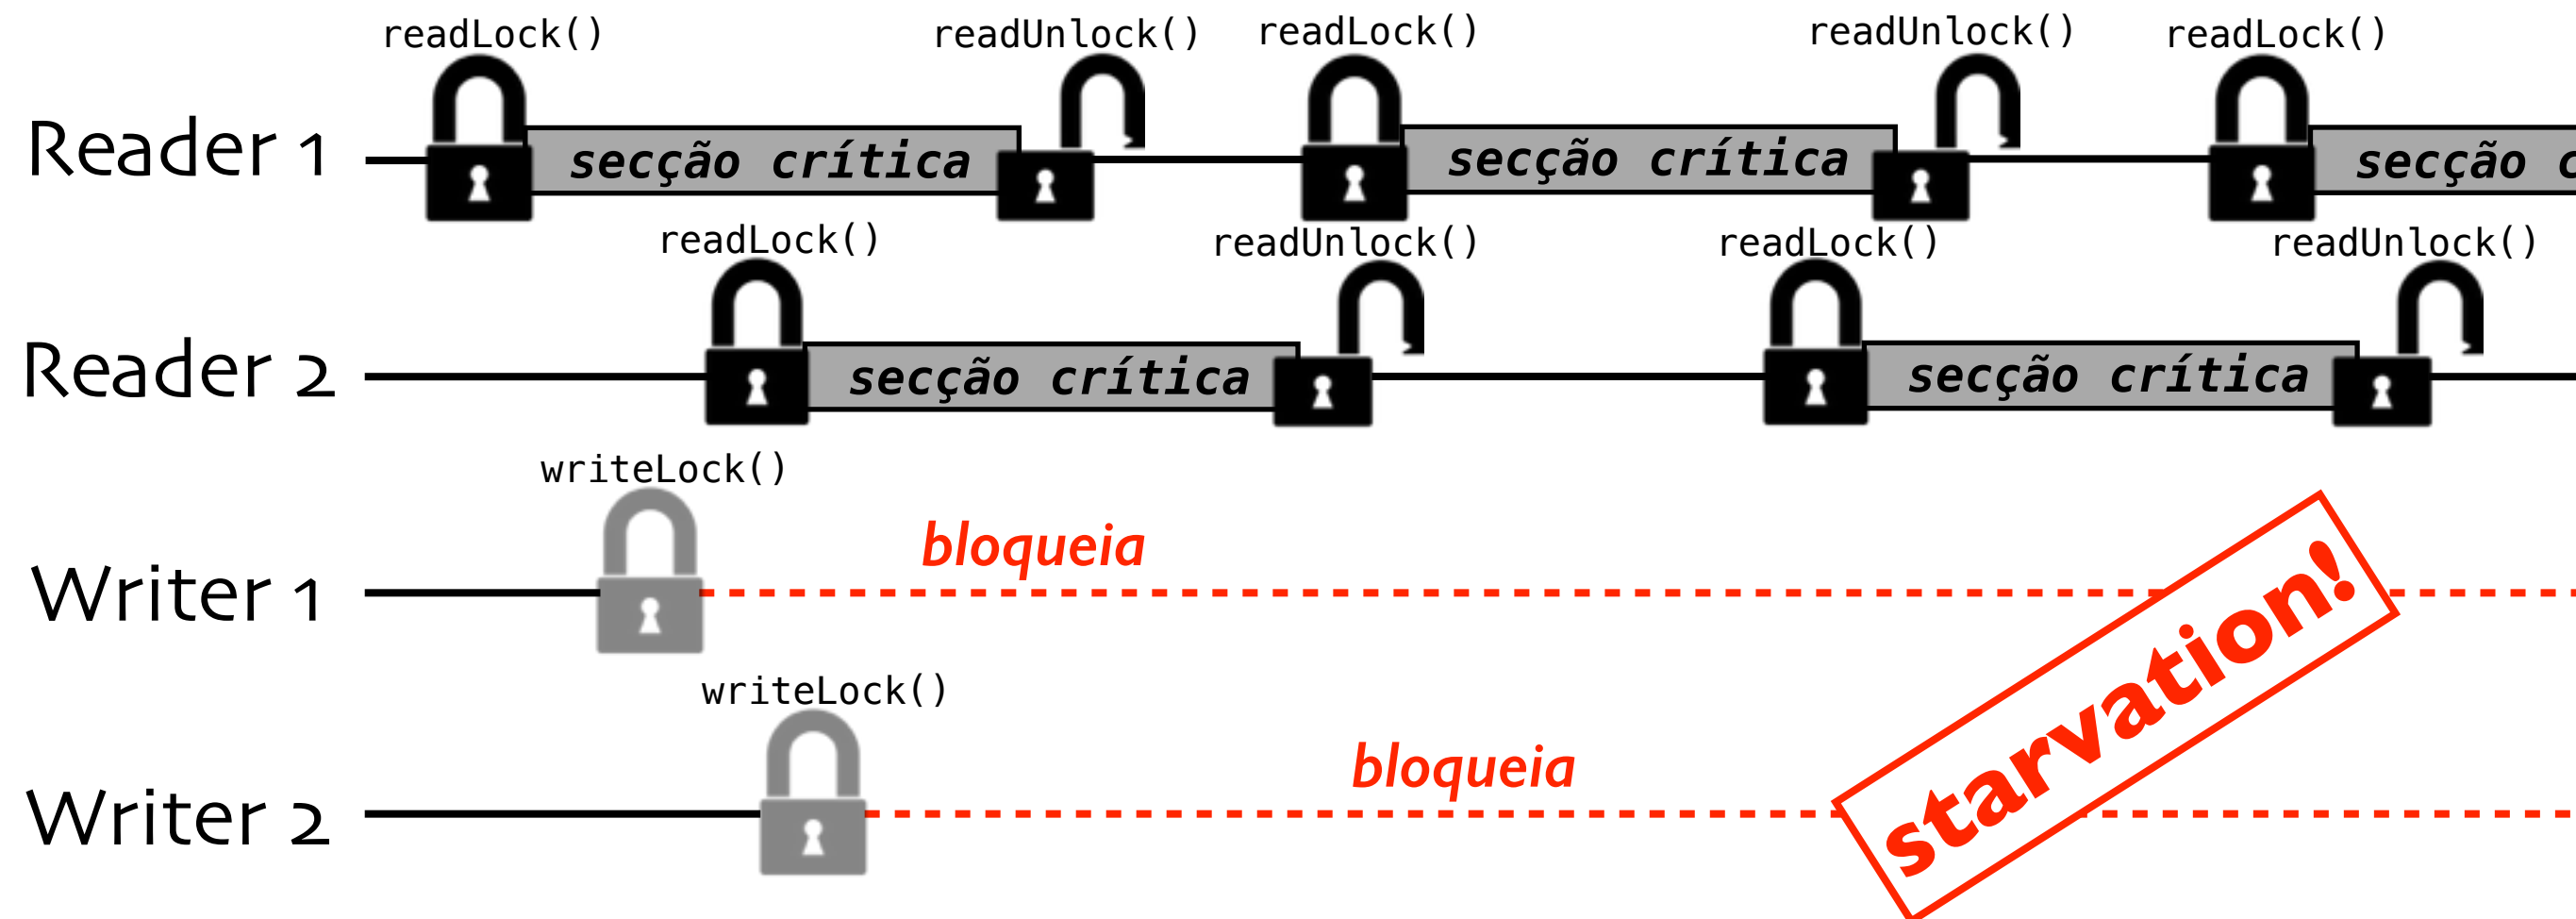 readLock() readUnlock() readLock() readUnlock() readLock()
Reader 1 secção crítica secção crítica secção c
readLock() readUnlock() readLock() readUnlock()
Reader 2 secção crítica secção crítica
writeLock()
bloqueia
Writer 1
writeLock()
bloqueia
Writer 2
starvation!